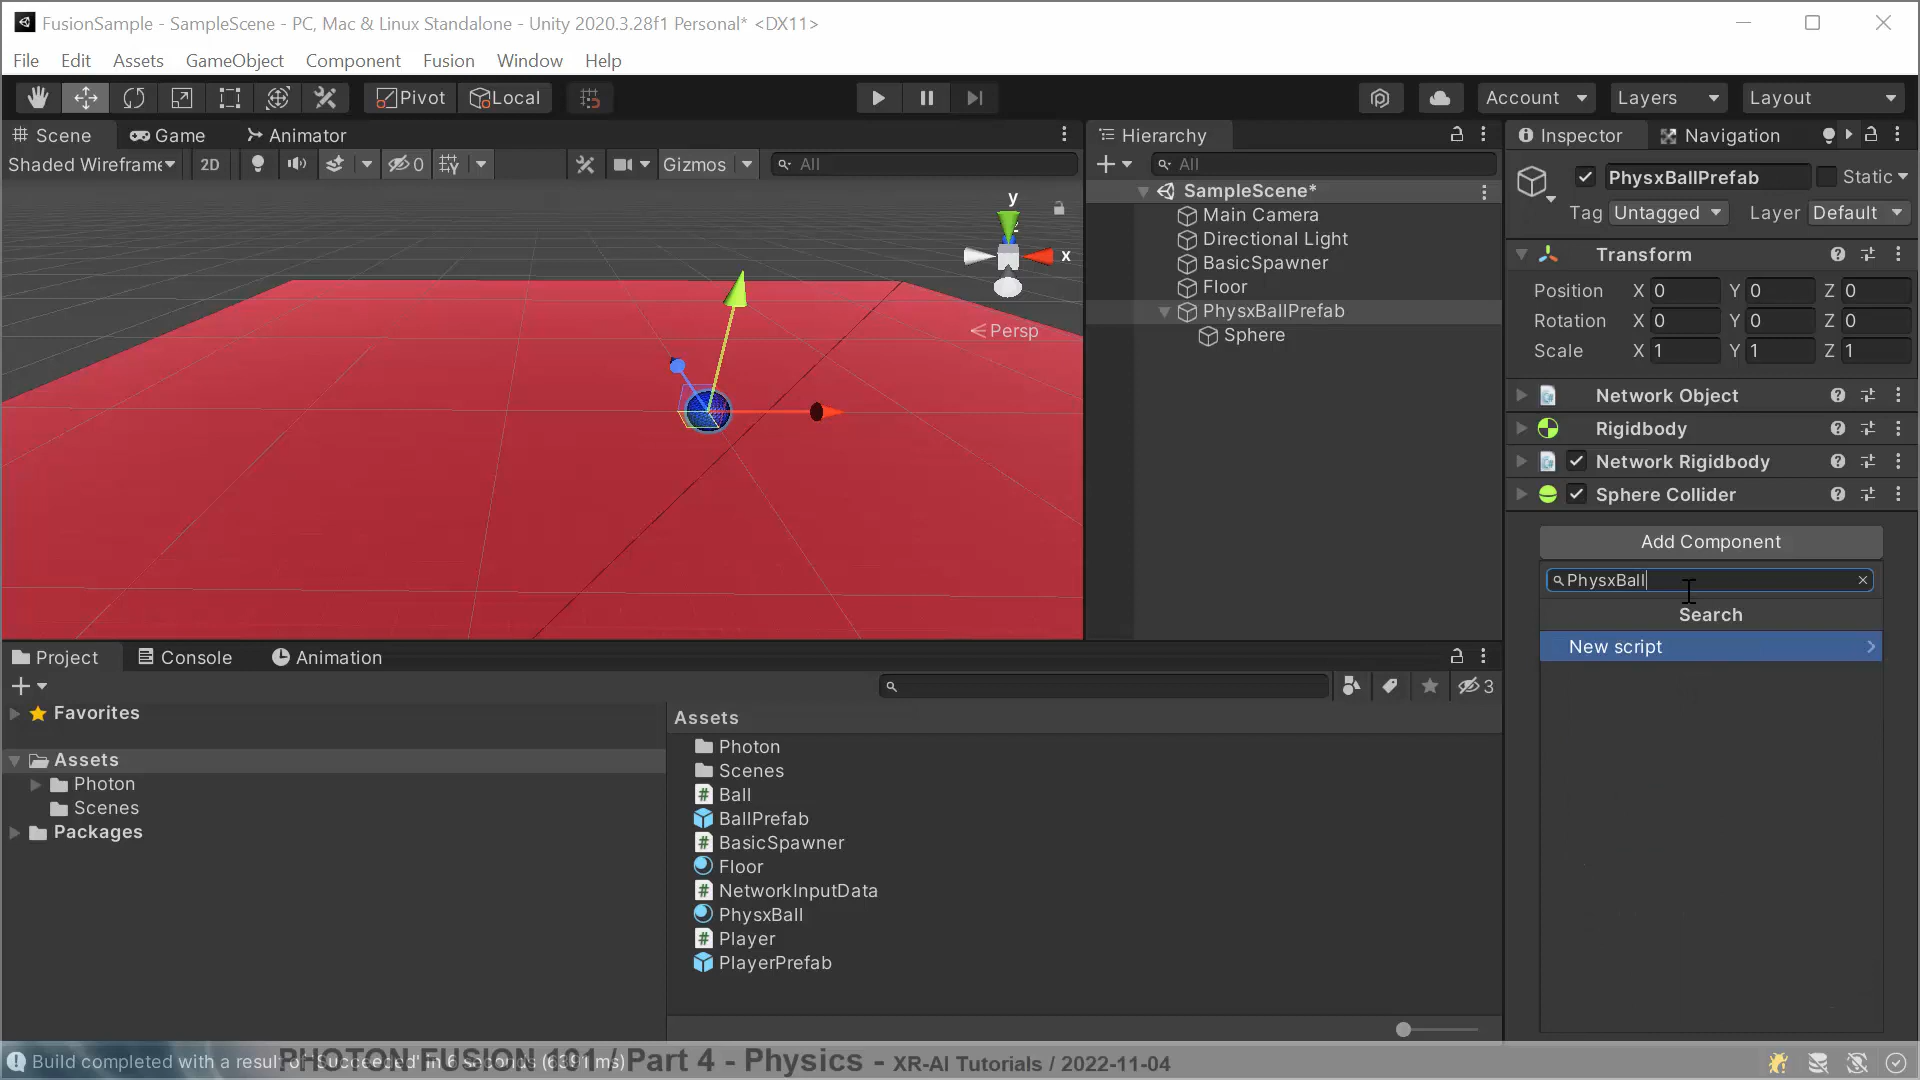 FusionSample - SampleScene - PC, Mac & Linux Standalone - Unity 2020.3.28f1 Personal* <DX11>
File Edit Assets GameObject Component Fusion Window Help
Pivot Local Account Layers Layout
Scene Game Animator
Shaded Wireframe 2D 0 Gizmos All
y
x
Persp
Hierarchy
All
SampleScene*
Main Camera
Directional Light
BasicSpawner
Floor
PhysxBallPrefab
Sphere
Inspector Navigation
PhysxBallPrefab Static
Tag Untagged Layer Default
Transform
Position X 0 Y 0 Z 0
Rotation X 0 Y 0 Z 0
Scale X 1 Y 1 Z 1
Network Object
Rigidbody
Network Rigidbody
Sphere Collider
Add Component
PhysxBall
Search
New script
Project Console Animation
3
Favorites
Assets
Photon
Scenes
Packages
Assets
Photon
Scenes
Ball
BallPrefab
BasicSpawner
Floor
NetworkInputData
PhysxBall
Player
PlayerPrefab
Build completed with a result of 'Succeeded' in 6 seconds (6391 ms)
PHOTON FUSION 101 / Part 4 - Physics - XR-AI Tutorials / 2022-11-04